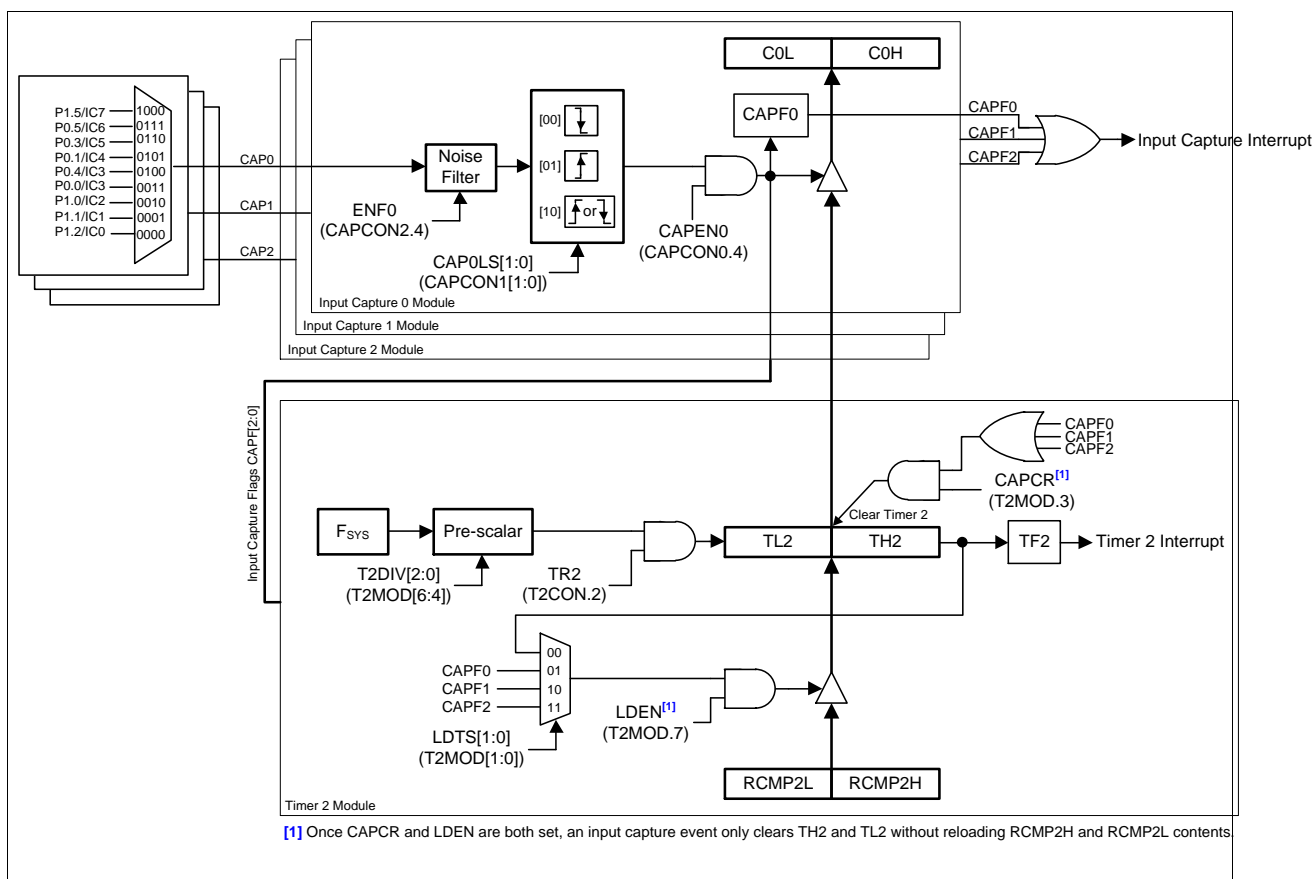 C0L C0H
P1.5/IC7 1000
P0.5/IC6 0111
P0.3/IC5 0110
P0.1/IC4 0101
P0.4/IC3 0100
P0.0/IC3 0011
P1.0/IC2 0010
P1.1/IC1 0001
P1.2/IC0 0000
CAP0
CAP1
CAP2
Noise
Filter
ENF0
(CAPCON2.4)
[00]
[01]
[10] or
CAP0LS[1:0]
(CAPCON1[1:0])
CAPEN0
(CAPCON0.4)
CAPF0
CAPF0
CAPF1
CAPF2
Input Capture Interrupt
Input Capture 0 Module
Input Capture 1 Module
Input Capture 2 Module
Input Capture Flags CAPF[2:0]
CAPF0
CAPF1
CAPF2
CAPCR[1]
(T2MOD.3)
Clear Timer 2
FSYS
Pre-scalar
T2DIV[2:0]
(T2MOD[6:4])
TR2
(T2CON.2)
TL2 TH2
TF2
Timer 2 Interrupt
00
CAPF0 01
CAPF1 10
CAPF2 11
LDTS[1:0]
(T2MOD[1:0])
LDEN[1]
(T2MOD.7)
RCMP2L RCMP2H
Timer 2 Module
[1] Once CAPCR and LDEN are both set, an input capture event only clears TH2 and TL2 without reloading RCMP2H and RCMP2L contents.